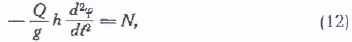 − Q/g h d²φ/dt² = N, (12)